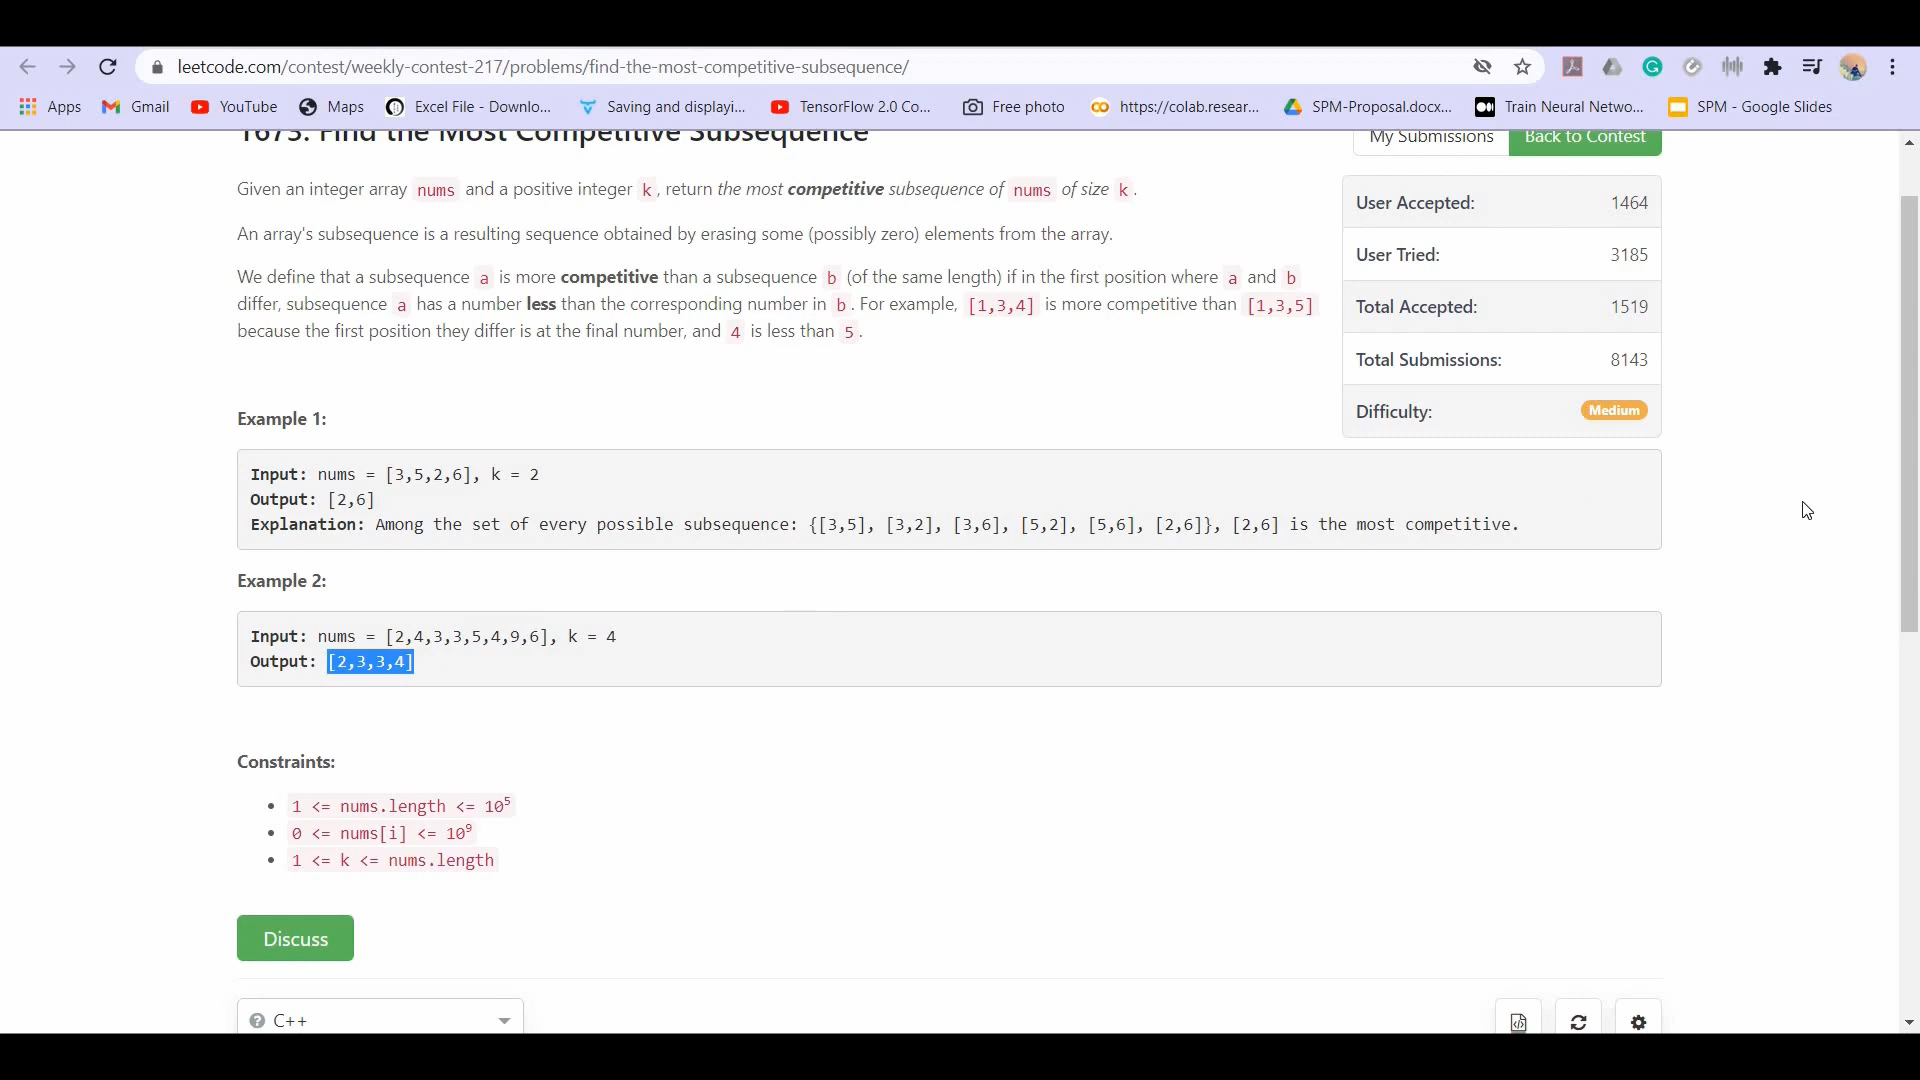 leetcode.com/contest/weekly-contest-217/problems/find-the-most-competitive-subsequence/
Apps Gmail YouTube Maps Excel File - Downlo... Saving and displayi... TensorFlow 2.0 Co... Free photo https://colab.resear... SPM-Proposal.docx... Train Neural Netwo... SPM - Google Slides
1673. Find the Most Competitive Subsequence
My Submissions Back to Contest
Given an integer array nums and a positive integer k, return the most competitive subsequence of nums of size k.
An array's subsequence is a resulting sequence obtained by erasing some (possibly zero) elements from the array.
We define that a subsequence a is more competitive than a subsequence b (of the same length) if in the first position where a and b
differ, subsequence a has a number less than the corresponding number in b. For example, [1,3,4] is more competitive than [1,3,5]
because the first position they differ is at the final number, and 4 is less than 5.
User Accepted: 1464
User Tried: 3185
Total Accepted: 1519
Total Submissions: 8143
Difficulty: Medium
Example 1:
Input: nums = [3,5,2,6], k = 2
Output: [2,6]
Explanation: Among the set of every possible subsequence: {[3,5], [3,2], [3,6], [5,2], [5,6], [2,6]}, [2,6] is the most competitive.
Example 2:
Input: nums = [2,4,3,3,5,4,9,6], k = 4
Output: [2,3,3,4]
Constraints:
1 <= nums.length <= 10⁵
0 <= nums[i] <= 10⁹
1 <= k <= nums.length
Discuss
C++